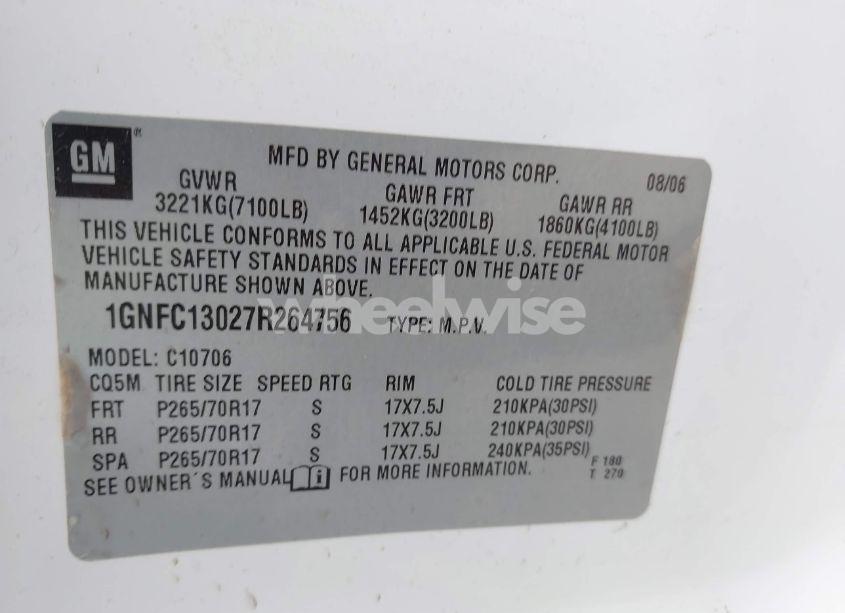 GM
MFD BY GENERAL MOTORS CORP. 08/06
GVWR GAWR FRT GAWR RR
3221KG(7100LB) 1452KG(3200LB) 1860KG(4100LB)
THIS VEHICLE CONFORMS TO ALL APPLICABLE U.S. FEDERAL MOTOR
VEHICLE SAFETY STANDARDS IN EFFECT ON THE DATE OF
MANUFACTURE SHOWN ABOVE.
wheelwise
1GNFC13027R264756 TYPE: M.P.V.
MODEL: C10706
CQ5M TIRE SIZE SPEED RTG RIM COLD TIRE PRESSURE
FRT P265/70R17 S 17X7.5J 210KPA(30PSI)
RR P265/70R17 S 17X7.5J 210KPA(30PSI)
SPA P265/70R17 S 17X7.5J 240KPA(35PSI)
SEE OWNER´S MANUAL i FOR MORE INFORMATION.
F 180
T 270